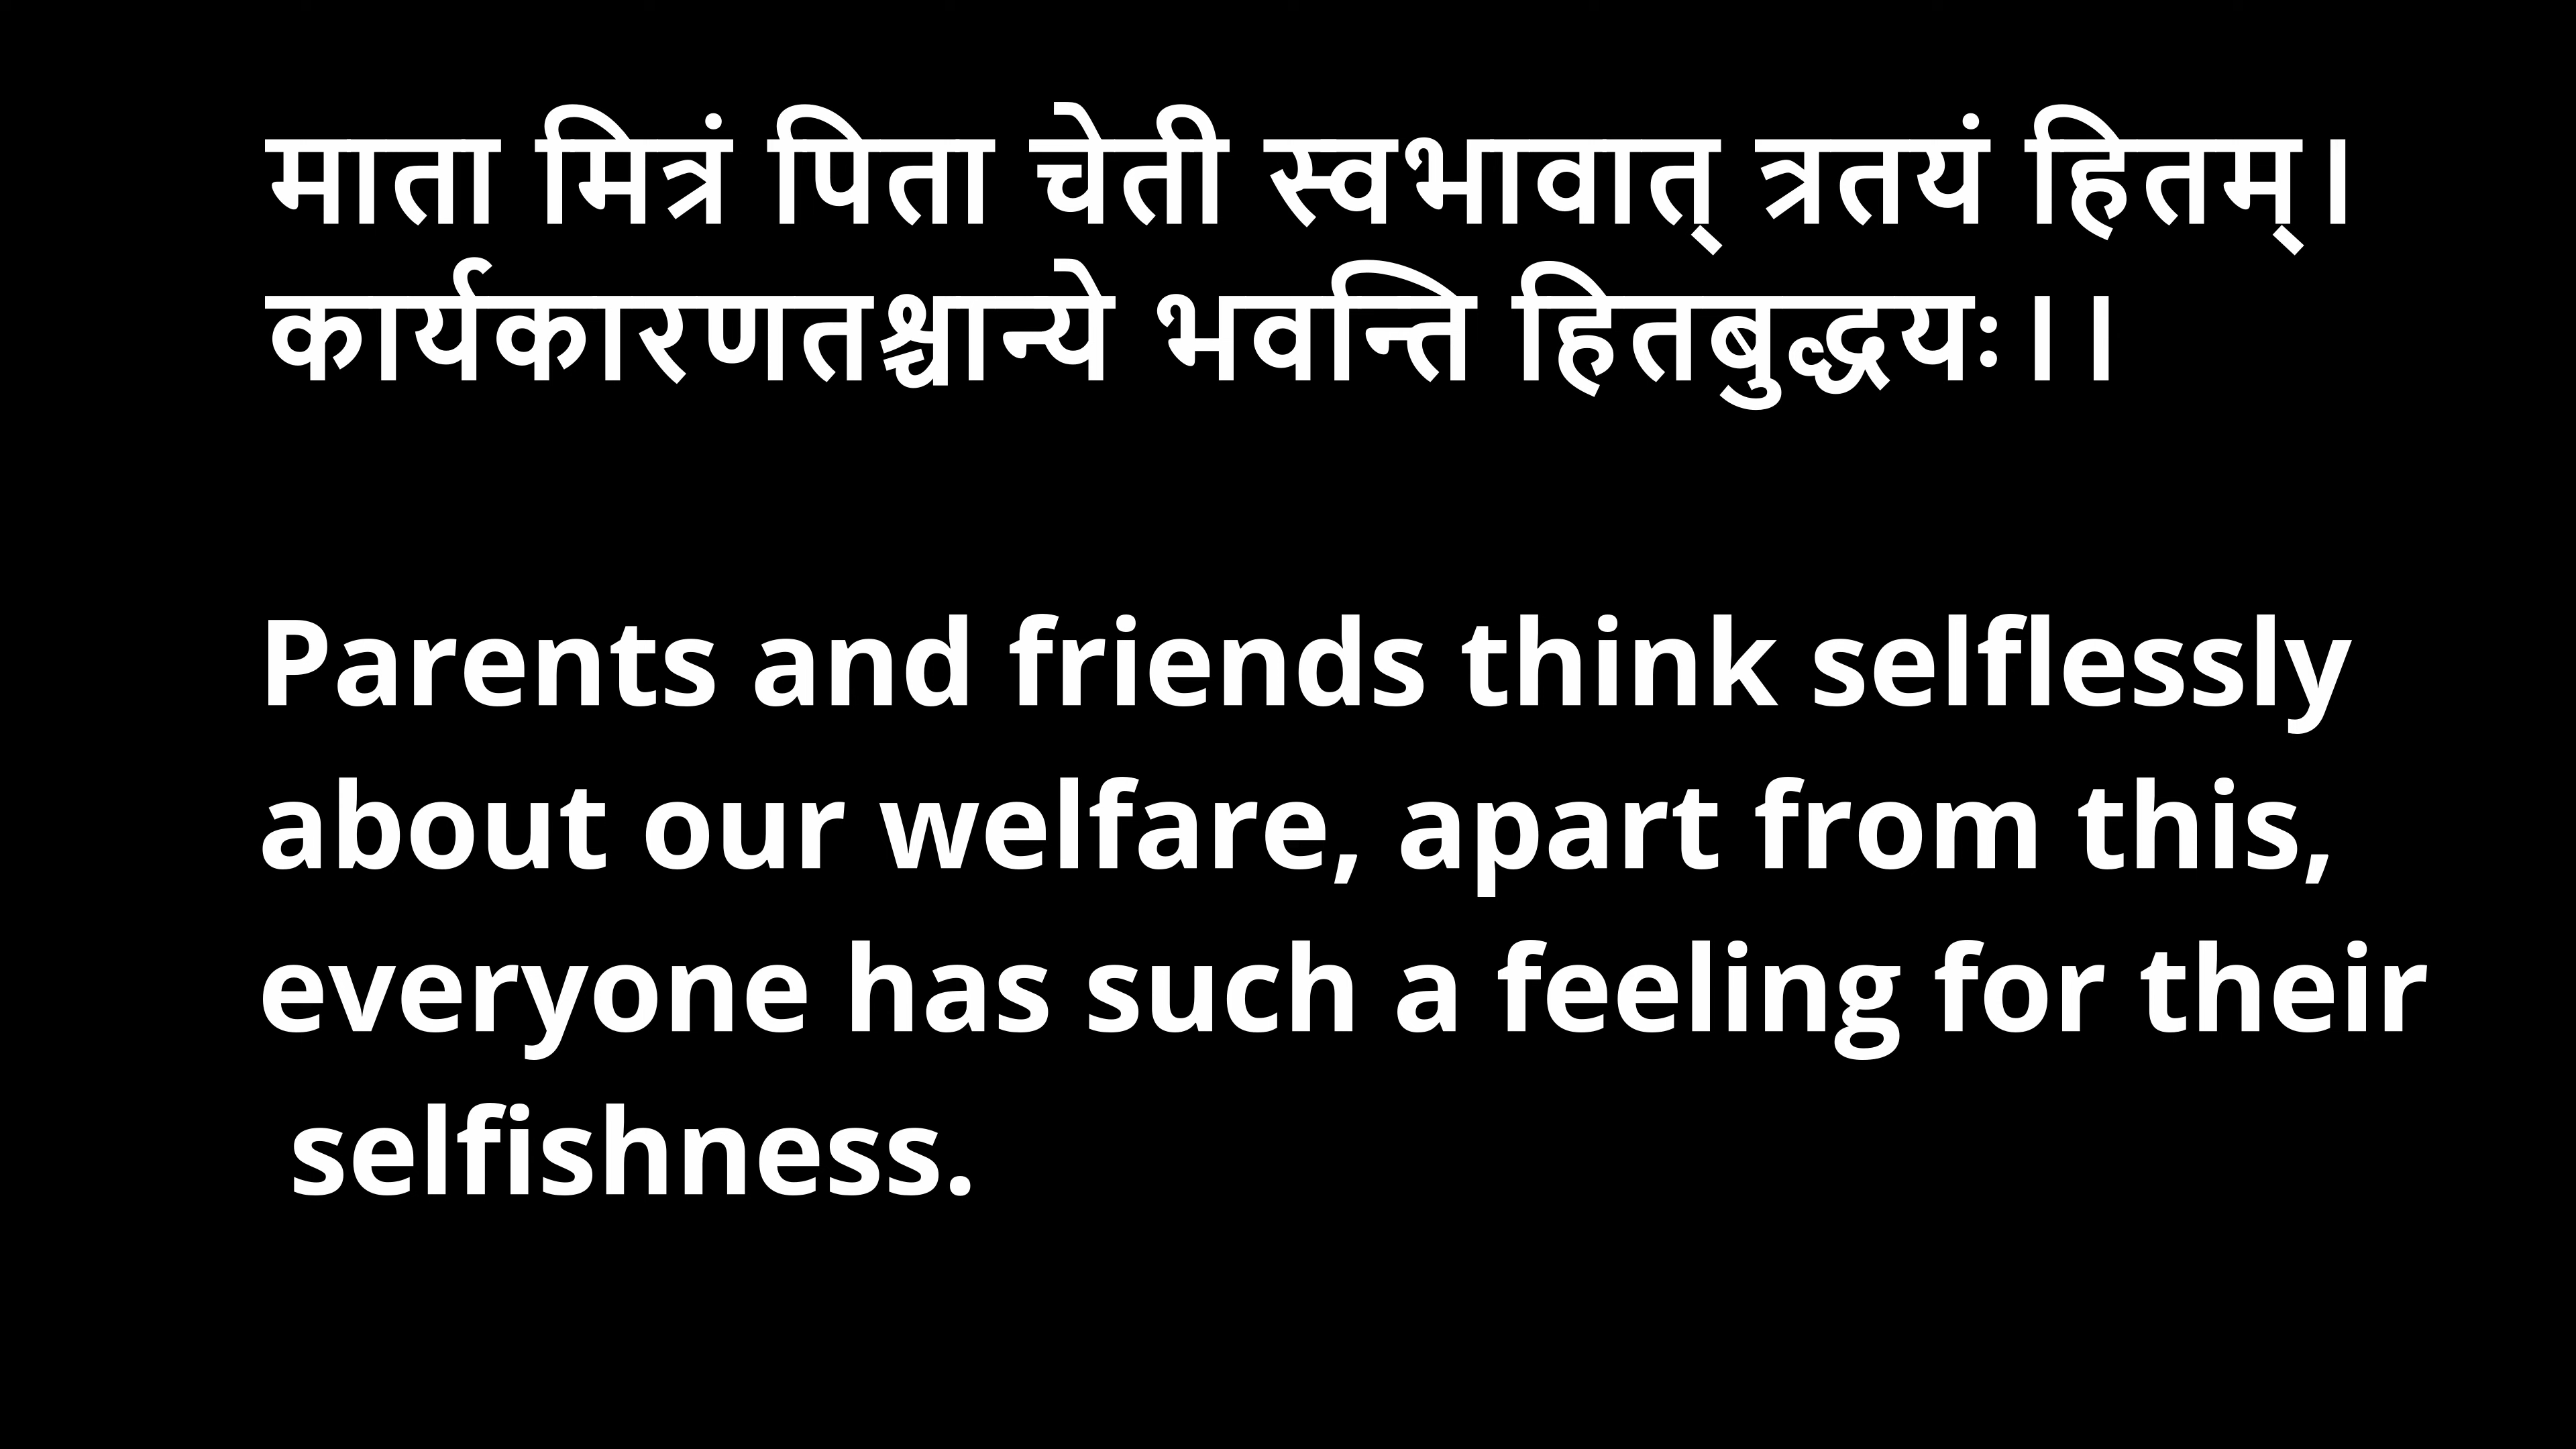 माता मित्रं पिता चेती स्वभावात् त्रतयं हितम्।
कार्यकारणतश्चान्ये भवन्ति हितबुद्धयः।।
Parents and friends think selflessly
about our welfare, apart from this,
everyone has such a feeling for their
selfishness.